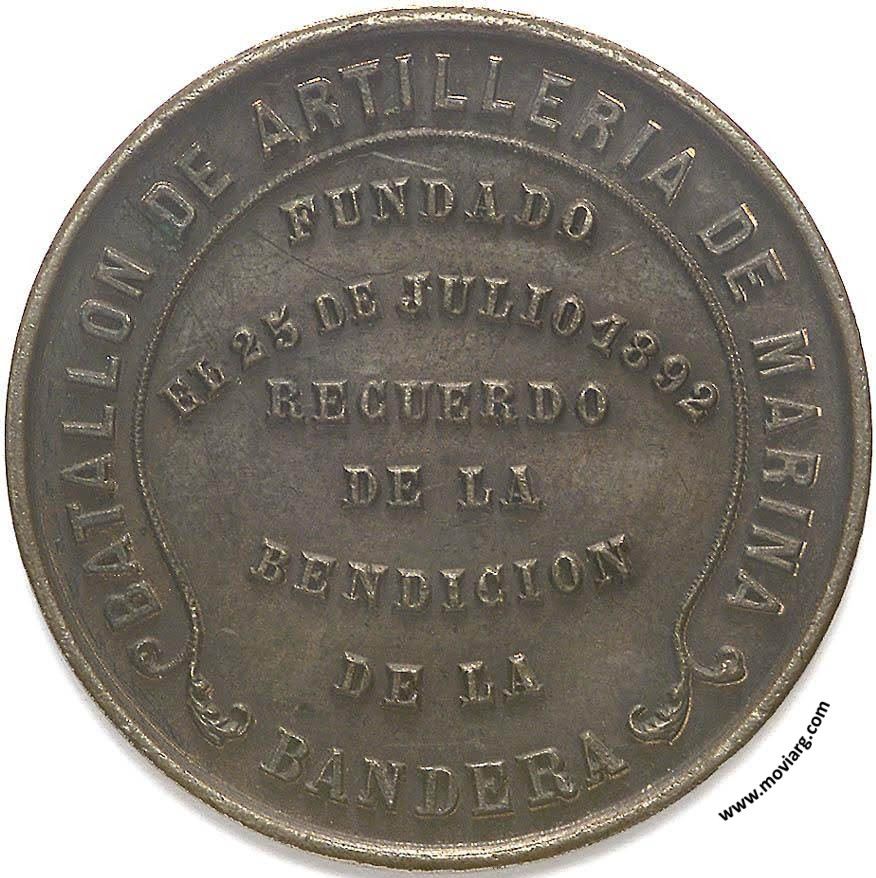 BATALLON DE ARTILLERIA DE MARINA
FUNDADO
EL 25 DE JULIO 1892
RECUERDO
DE LA
BENDICION
DE LA
BANDERA
www.moviarg.com